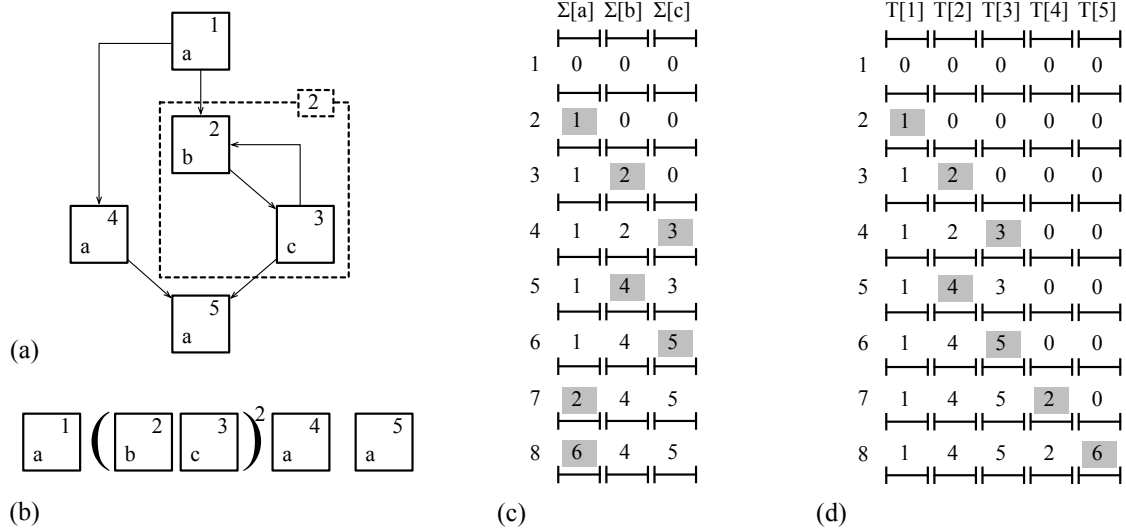 1
a
2
2
b
4
a
3
c
5
a
(a)
1
a
(
2
b
3
c
)
2
4
a
5
a
(b)
Σ[a] Σ[b] Σ[c]
1 0 0 0
2 1 0 0
3 1 2 0
4 1 2 3
5 1 4 3
6 1 4 5
7 2 4 5
8 6 4 5
(c)
T[1] T[2] T[3] T[4] T[5]
1 0 0 0 0 0
2 1 0 0 0 0
3 1 2 0 0 0
4 1 2 3 0 0
5 1 4 3 0 0
6 1 4 5 0 0
7 1 4 5 2 0
8 1 4 5 2 6
(d)